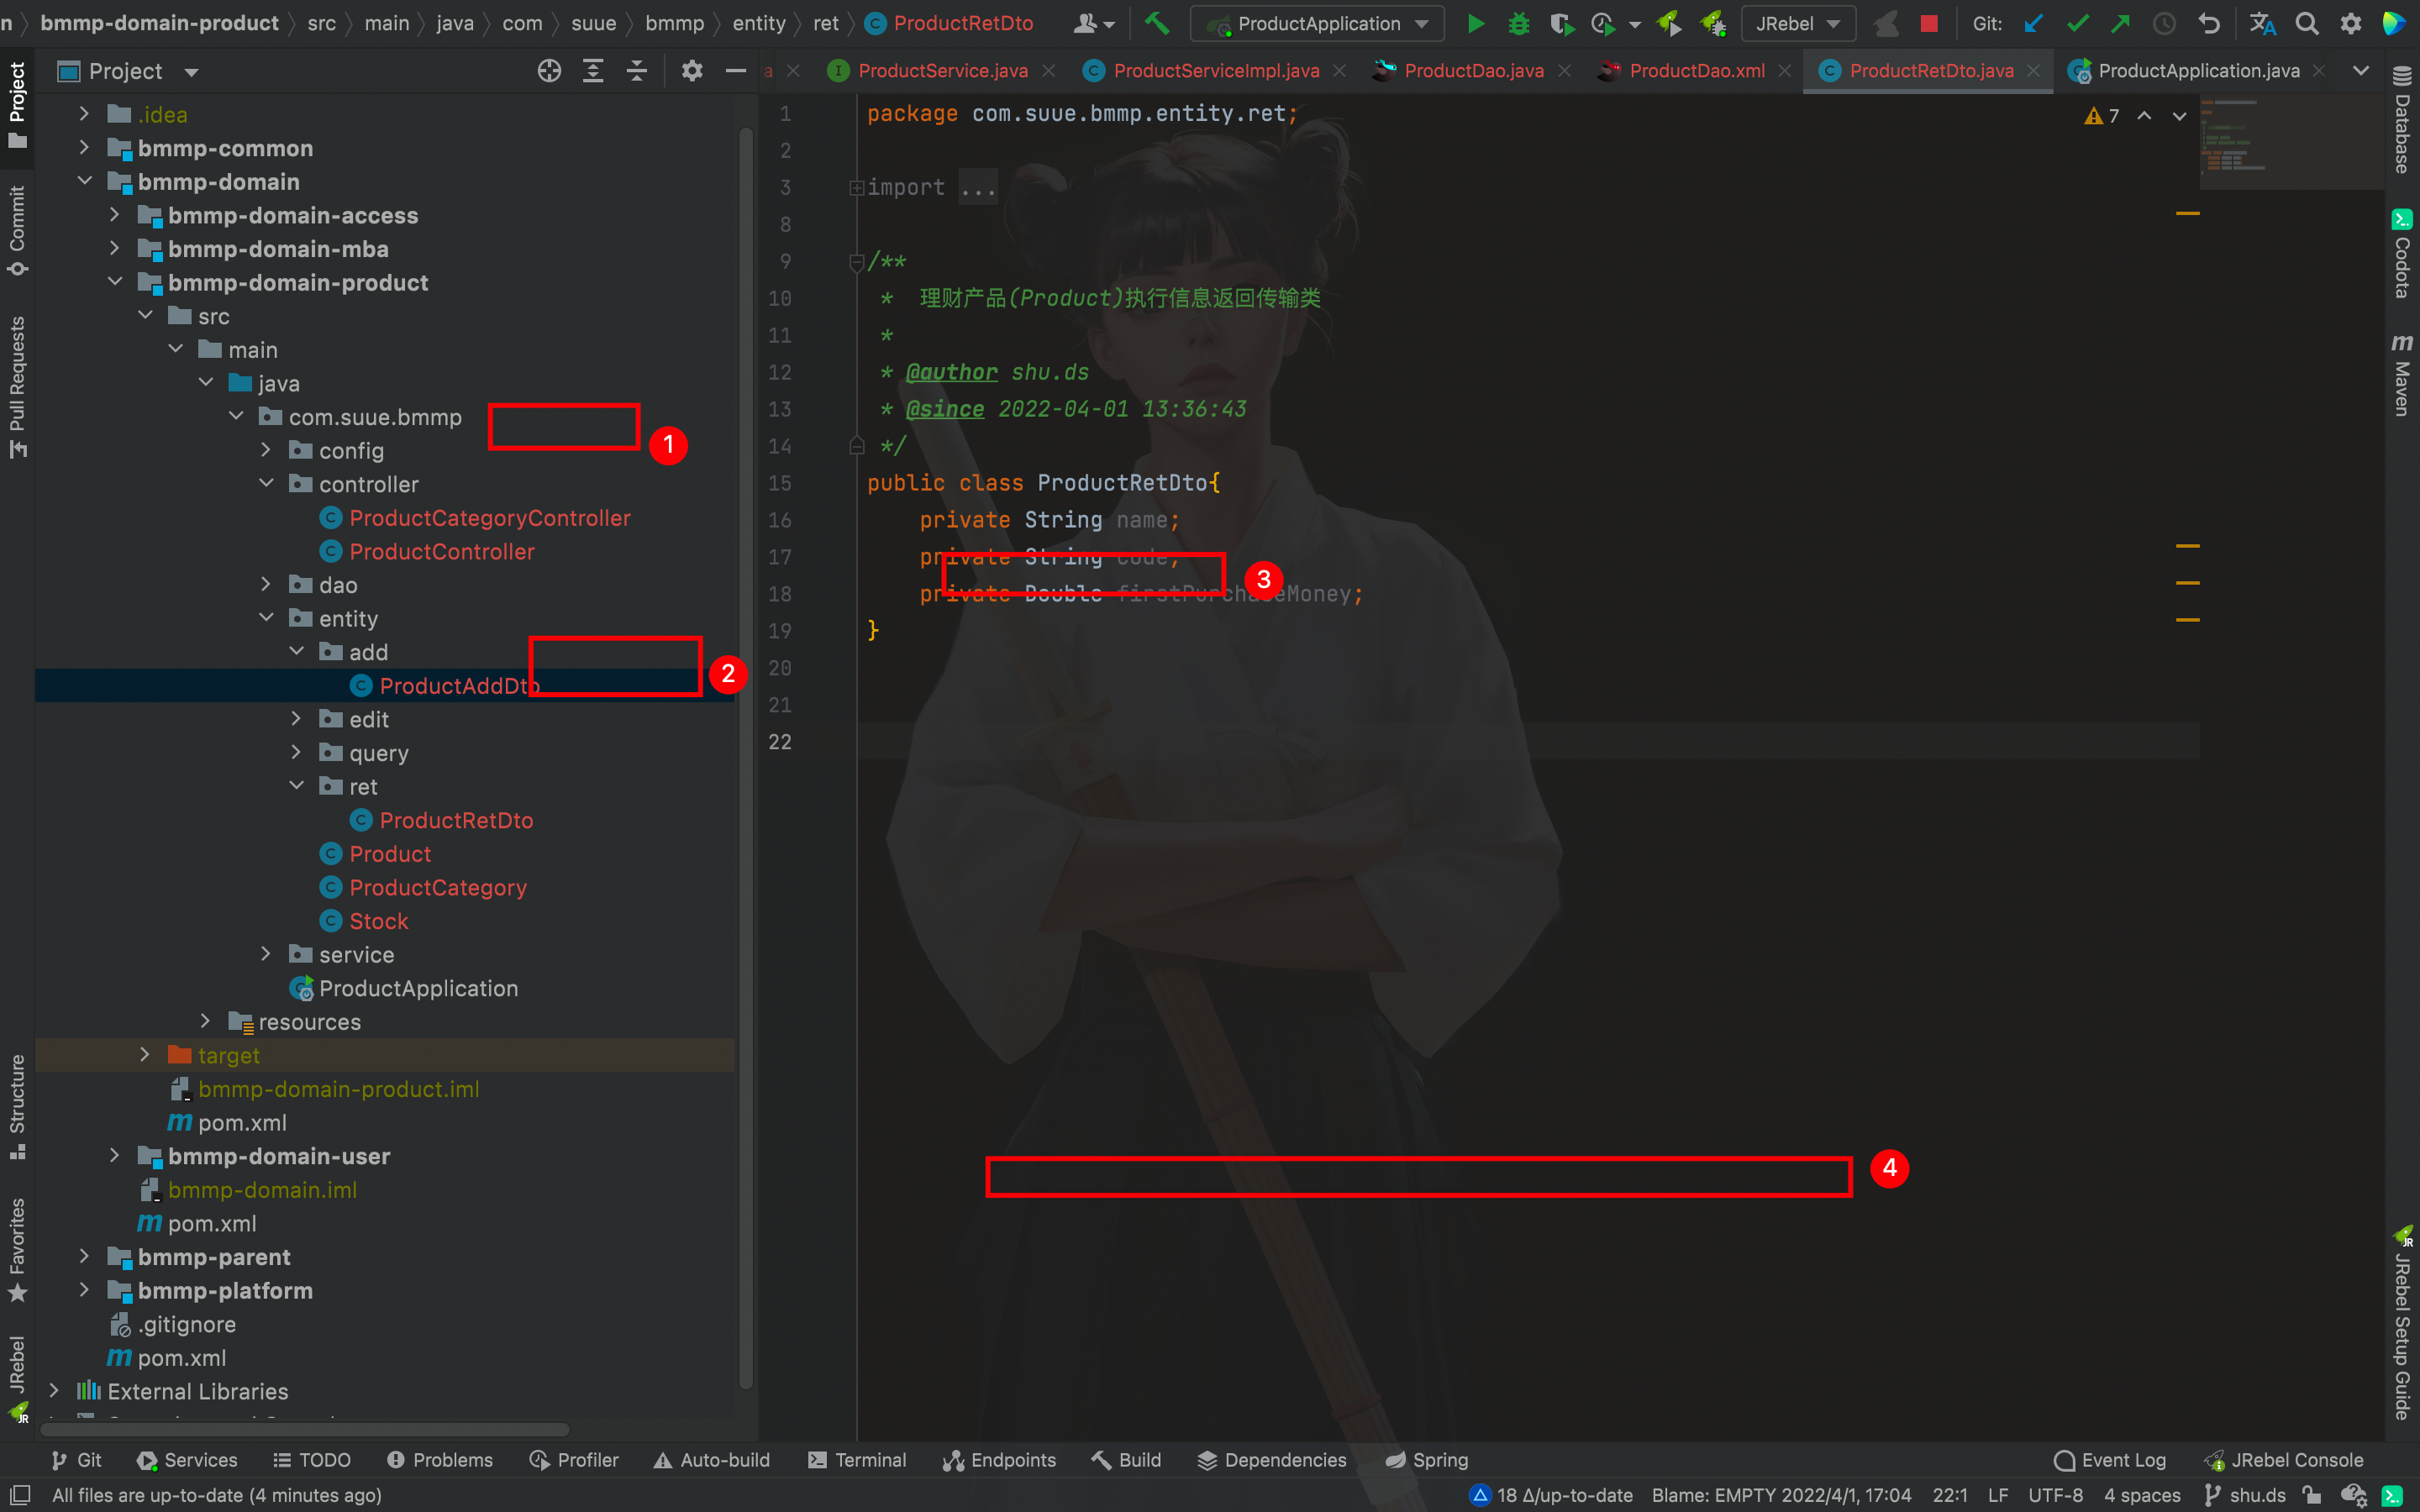 n › bmmp-domain-product › src › main › java › com › suue › bmmp › entity › ret › ProductRetDto
ProductApplication
JRebel
Git:
Project
ProductService.java
ProductServiceImpl.java
ProductDao.java
ProductDao.xml
ProductRetDto.java
ProductApplication.java
Project
Commit
Pull Requests
Structure
Favorites
JRebel
.idea
bmmp-common
bmmp-domain
bmmp-domain-access
bmmp-domain-mba
bmmp-domain-product
src
main
java
com.suue.bmmp
1
config
controller
ProductCategoryController
ProductController
dao
entity
add
ProductAddDto
2
edit
query
ret
ProductRetDto
Product
ProductCategory
Stock
service
ProductApplication
resources
target
bmmp-domain-product.iml
pom.xml
bmmp-domain-user
bmmp-domain.iml
pom.xml
bmmp-parent
bmmp-platform
.gitignore
pom.xml
External Libraries
7
1 package com.suue.bmmp.entity.ret;
2
3 import ...
8
9 /**
10 * 理财产品(Product)执行信息返回传输类
11 *
12 * @author shu.ds
13 * @since 2022-04-01 13:36:43
14 */
15 public class ProductRetDto{
16 private String name;
17 private String code;
18 private Double firstPurchaseMoney;
3
19 }
20
21
22
4
Database
Codota
Maven
JRebel Setup Guide
Git
Services
TODO
Problems
Profiler
Auto-build
Terminal
Endpoints
Build
Dependencies
Spring
Event Log
JRebel Console
All files are up-to-date (4 minutes ago)
18 Δ/up-to-date
Blame: EMPTY 2022/4/1, 17:04
22:1
LF
UTF-8
4 spaces
shu.ds